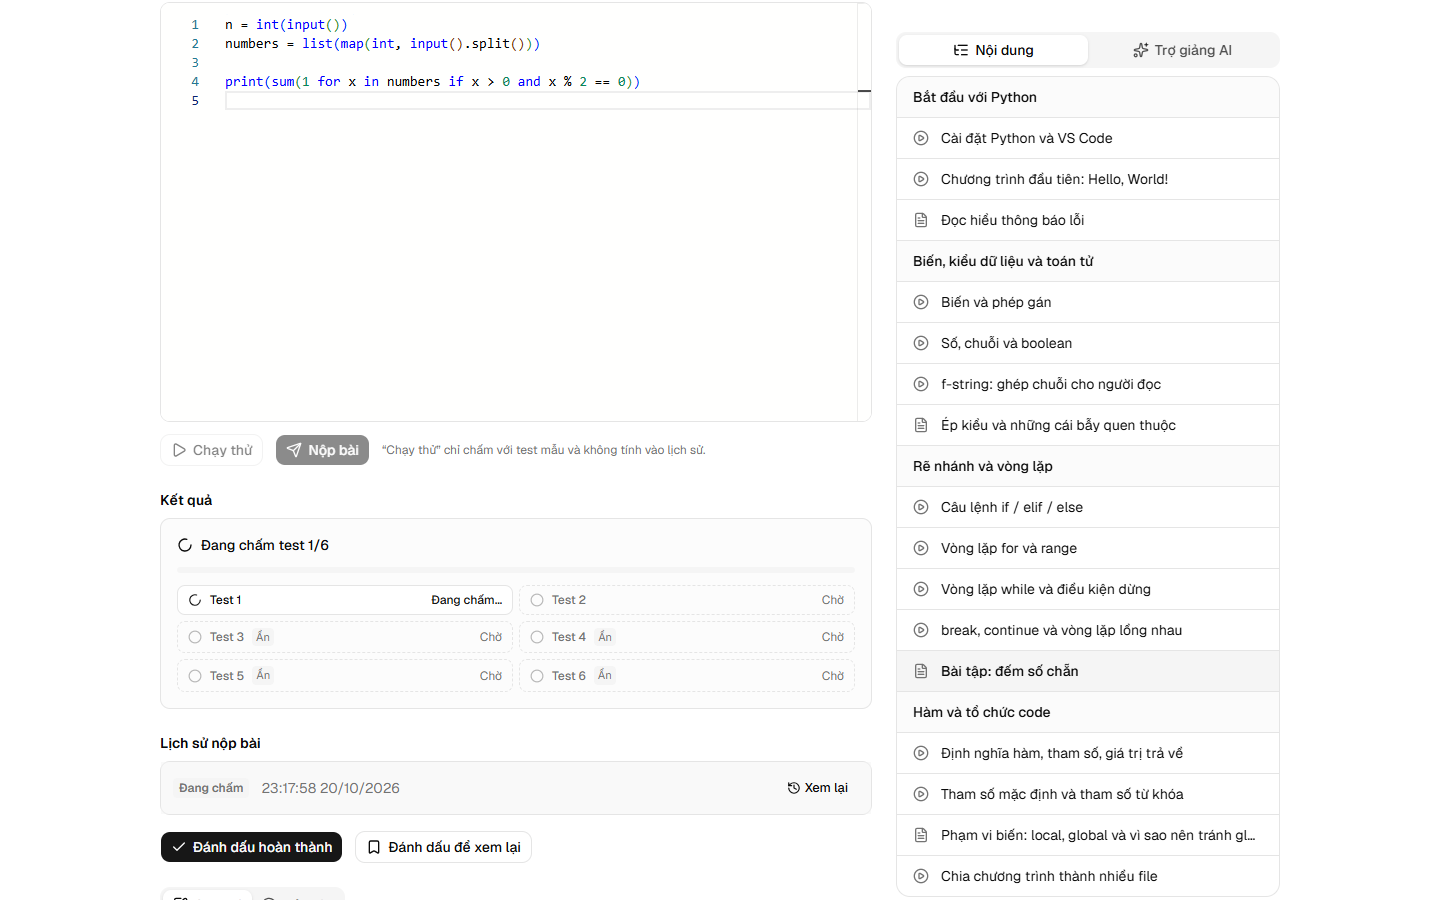 1 n = int(input())
2 numbers = list(map(int, input().split()))
3
4 print(sum(1 for x in numbers if x > 0 and x % 2 == 0))
5
Chạy thử
Nộp bài
“Chạy thử” chỉ chấm với test mẫu và không tính vào lịch sử.
Kết quả
Đang chấm test 1/6
Test 1 Đang chấm...
Test 2 Chờ
Test 3 Ẩn Chờ
Test 4 Ẩn Chờ
Test 5 Ẩn Chờ
Test 6 Ẩn Chờ
Lịch sử nộp bài
Đang chấm 23:17:58 20/10/2026 Xem lại
Đánh dấu hoàn thành
Đánh dấu để xem lại
Nội dung
Trợ giảng AI
Bắt đầu với Python
Cài đặt Python và VS Code
Chương trình đầu tiên: Hello, World!
Đọc hiểu thông báo lỗi
Biến, kiểu dữ liệu và toán tử
Biến và phép gán
Số, chuỗi và boolean
f-string: ghép chuỗi cho người đọc
Ép kiểu và những cái bẫy quen thuộc
Rẽ nhánh và vòng lặp
Câu lệnh if / elif / else
Vòng lặp for và range
Vòng lặp while và điều kiện dừng
break, continue và vòng lặp lồng nhau
Bài tập: đếm số chẵn
Hàm và tổ chức code
Định nghĩa hàm, tham số, giá trị trả về
Tham số mặc định và tham số từ khóa
Phạm vi biến: local, global và vì sao nên tránh gl...
Chia chương trình thành nhiều file